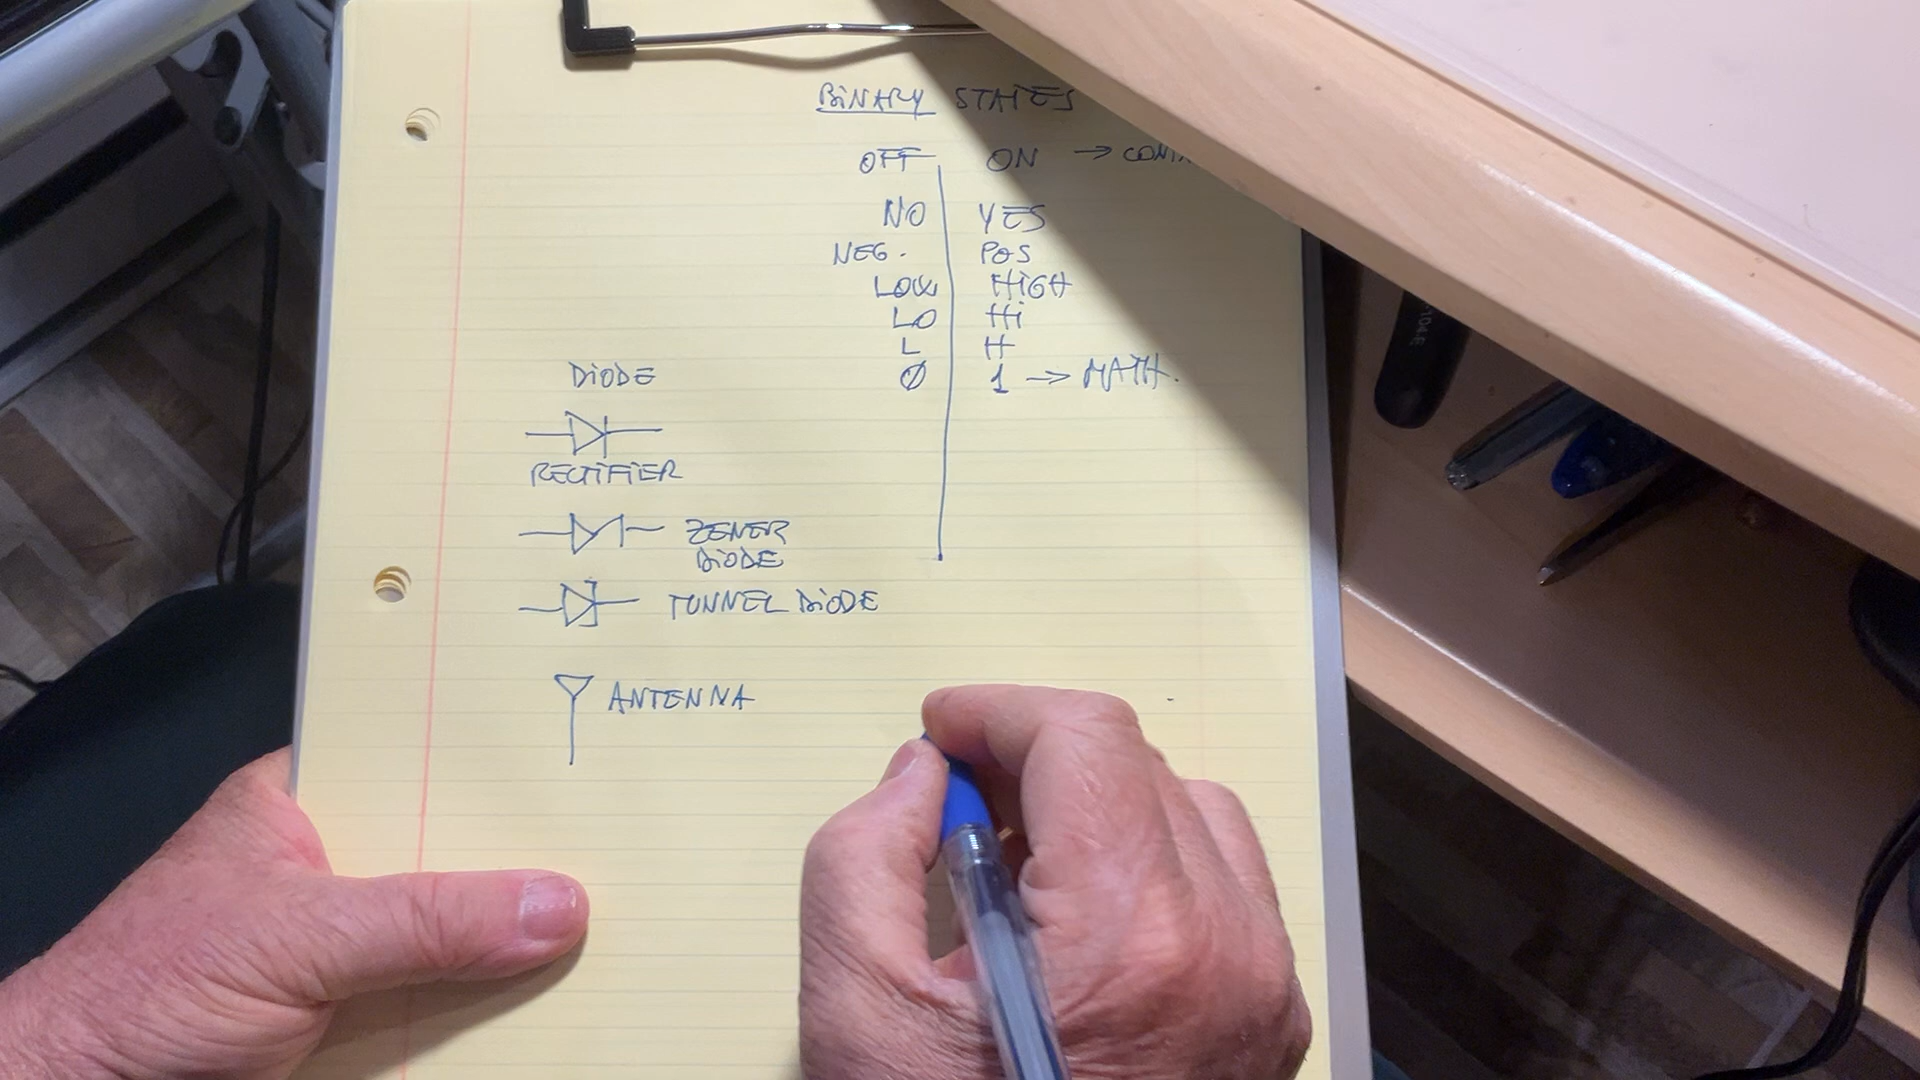 BINARY STATES
OFF ON →
NO YES
NEG. POS
LOW HIGH
LO Hi
L H
Ø 1 → MATH.
DiODE
RECTIFIER
ZENER
DiODE
TUNNEL DiODE
ANTENNA